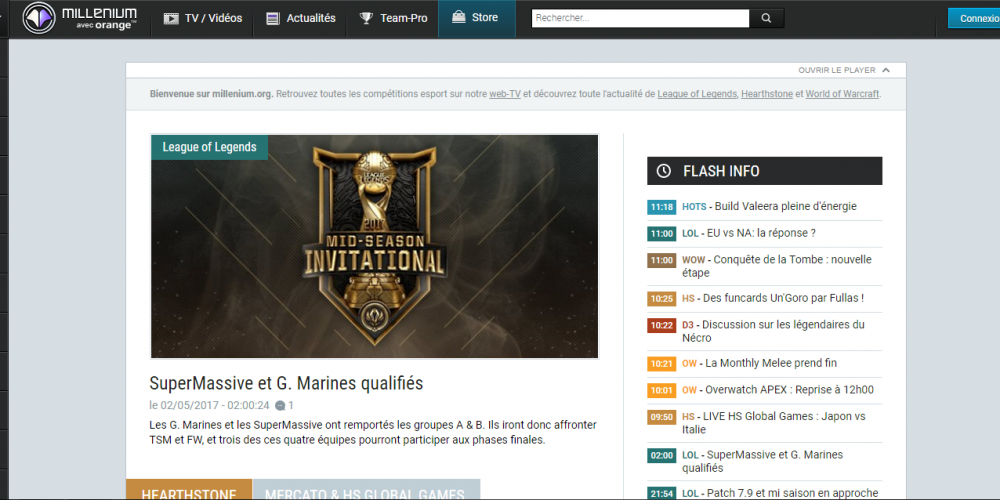 MILLENIUM
avec orange™
TV / Vidéos
Actualités
Team-Pro
Store
Rechercher...
Connexio
OUVRIR LE PLAYER
Bienvenue sur millenium.org. Retrouvez toutes les compétitions esport sur notre web-TV et découvrez toute l'actualité de League of Legends, Hearthstone et World of Warcraft.
League of Legends
LEAGUE OF
LEGENDS
2017
MID-SEASON
INVITATIONAL
SuperMassive et G. Marines qualifiés
le 02/05/2017 - 02:00:24 1
Les G. Marines et les SuperMassive ont remportés les groupes A & B. Ils iront donc affronter
TSM et FW, et trois des ces quatre équipes pourront participer aux phases finales.
HEARTHSTONE
MERCATO & HS GLOBAL GAMES
FLASH INFO
11:18 HOTS - Build Valeera pleine d'énergie
11:00 LOL - EU vs NA: la réponse ?
11:00 WOW - Conquête de la Tombe : nouvelle
étape
10:25 HS - Des funcards Un'Goro par Fullas !
10:22 D3 - Discussion sur les légendaires du
Nécro
10:21 OW - La Monthly Melee prend fin
10:01 OW - Overwatch APEX : Reprise à 12h00
09:50 HS - LIVE HS Global Games : Japon vs
Italie
02:00 LOL - SuperMassive et G. Marines
qualifiés
21:54 LOL - Patch 7.9 et mi saison en approche